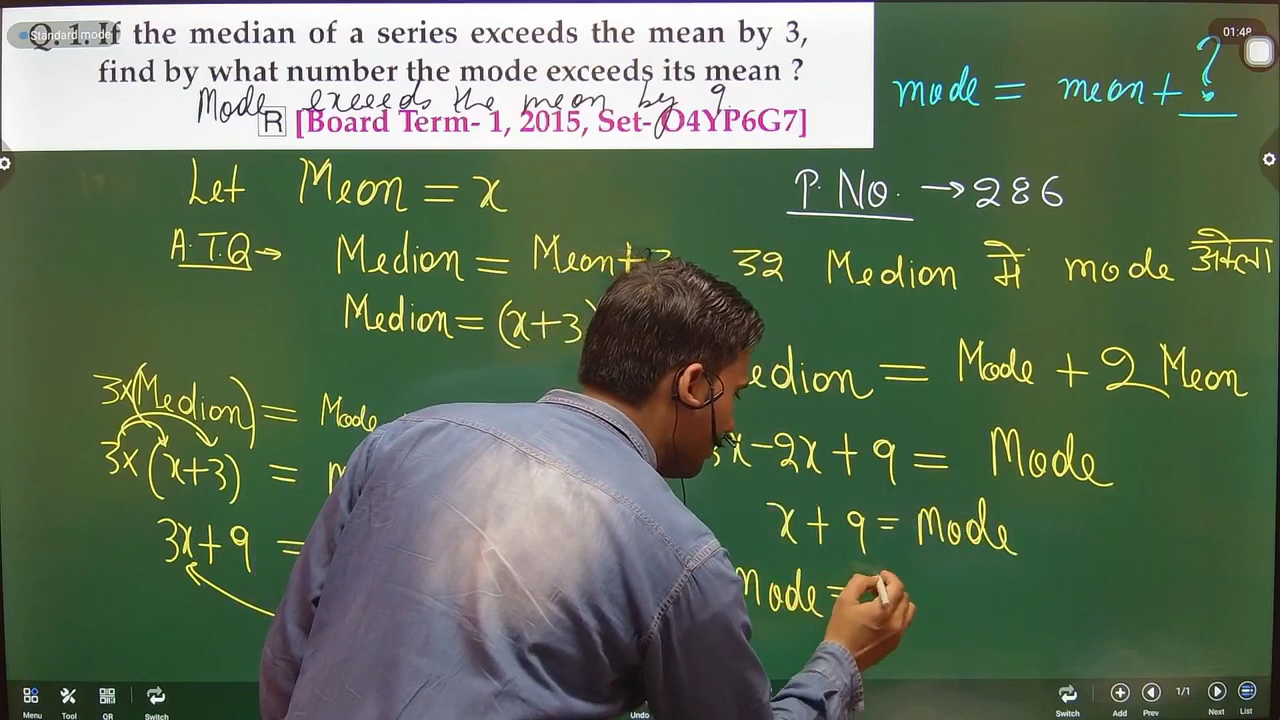 Standard mode
01:48
Q. 1. If the median of a series exceeds the mean by 3,
find by what number the mode exceeds its mean ?
Mode exceeds the mean by 9.
R [Board Term- 1, 2015, Set- O4YP6G7]
mode = mean + ?
Let Mean = x
P. No. → 286
A.T.Q → Median = Mean + 3
Median = (x+3)
32 Median में mode अकेला
edian = Mode + 2 Mean
3x(Median) = Mode
3x(x+3) =
3x+9 =
3x-2x+9 = Mode
x+9 = Mode
Mode =
Menu
Tool
QR
Switch
Undo
Switch
Add
Prev
1/1
Next
List